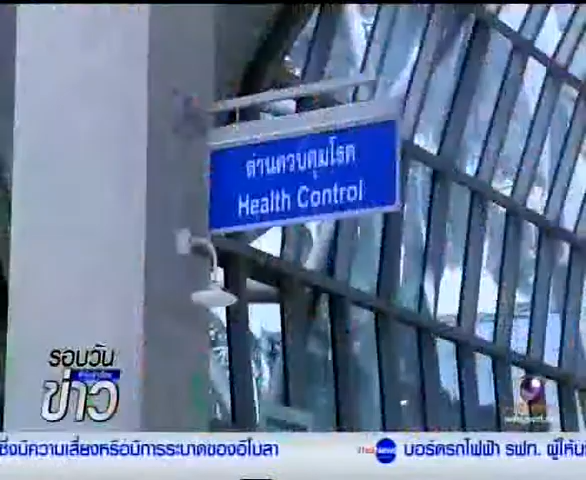 ด่านควบคุมโรค
Health Control
รอบวัน
ข่าว
ซึ่งมีความเสี่ยงหรือมีการระบาดของอีโบลา
บอร์ดรถไฟฟ้า รฟท. ผู้ให้บ